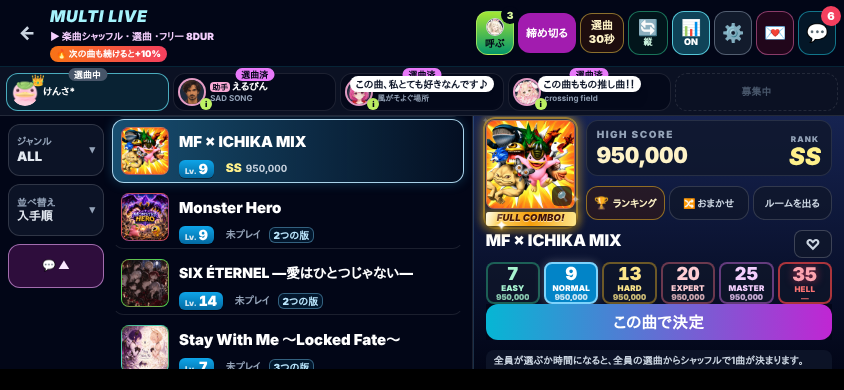 MULTI LIVE
▶ 楽曲シャッフル・選曲・フリー 8DUR
🔥 次の曲も続けると+10%
呼ぶ
3
締め切る
選曲
30秒
縦
ON
6
選曲中
けんさ*
選曲済
助手 えるびん
SAD SONG
選曲済
この曲、私とても好きなんです♪
風がそよぐ場所
選曲済
この曲ももの推し曲!!
crossing field
募集中
ジャンル
ALL
並べ替え
入手順
MF × ICHIKA MIX
Lv. 9 SS 950,000
MONSTER HERO
Monster Hero
Lv. 9 未プレイ 2つの版
SIX ÉTERNEL ―愛はひとつじゃない―
Lv. 14 未プレイ 2つの版
Stay With Me 〜Locked Fate〜
Lv. 7 未プレイ 3つの版
FULL COMBO!
HIGH SCORE
950,000
RANK
SS
🏆 ランキング
🔀 おまかせ
ルームを出る
MF × ICHIKA MIX
7 EASY 950,000
9 NORMAL 950,000
13 HARD 950,000
20 EXPERT 950,000
25 MASTER 950,000
35 HELL —
この曲で決定
全員が選ぶか時間になると、全員の選曲からシャッフルで1曲が決まります。